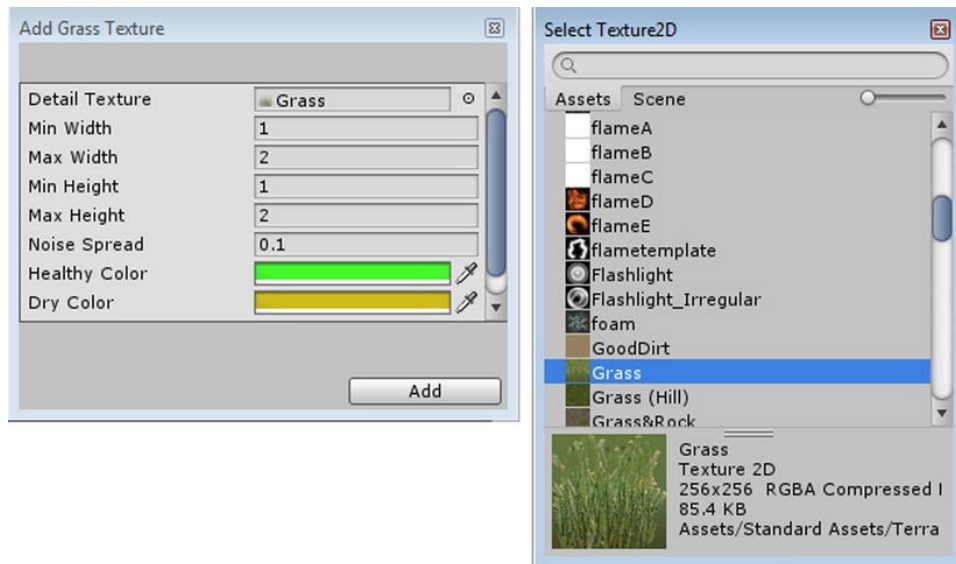 Add Grass Texture
Detail Texture Grass
Min Width 1
Max Width 2
Min Height 1
Max Height 2
Noise Spread 0.1
Healthy Color
Dry Color
Add
Select Texture2D
Assets Scene
flameA
flameB
flameC
flameD
flameE
flametemplate
Flashlight
Flashlight_Irregular
foam
GoodDirt
Grass
Grass (Hill)
Grass&Rock
Grass
Texture 2D
256x256 RGBA Compressed
85.4 KB
Assets/Standard Assets/Terra